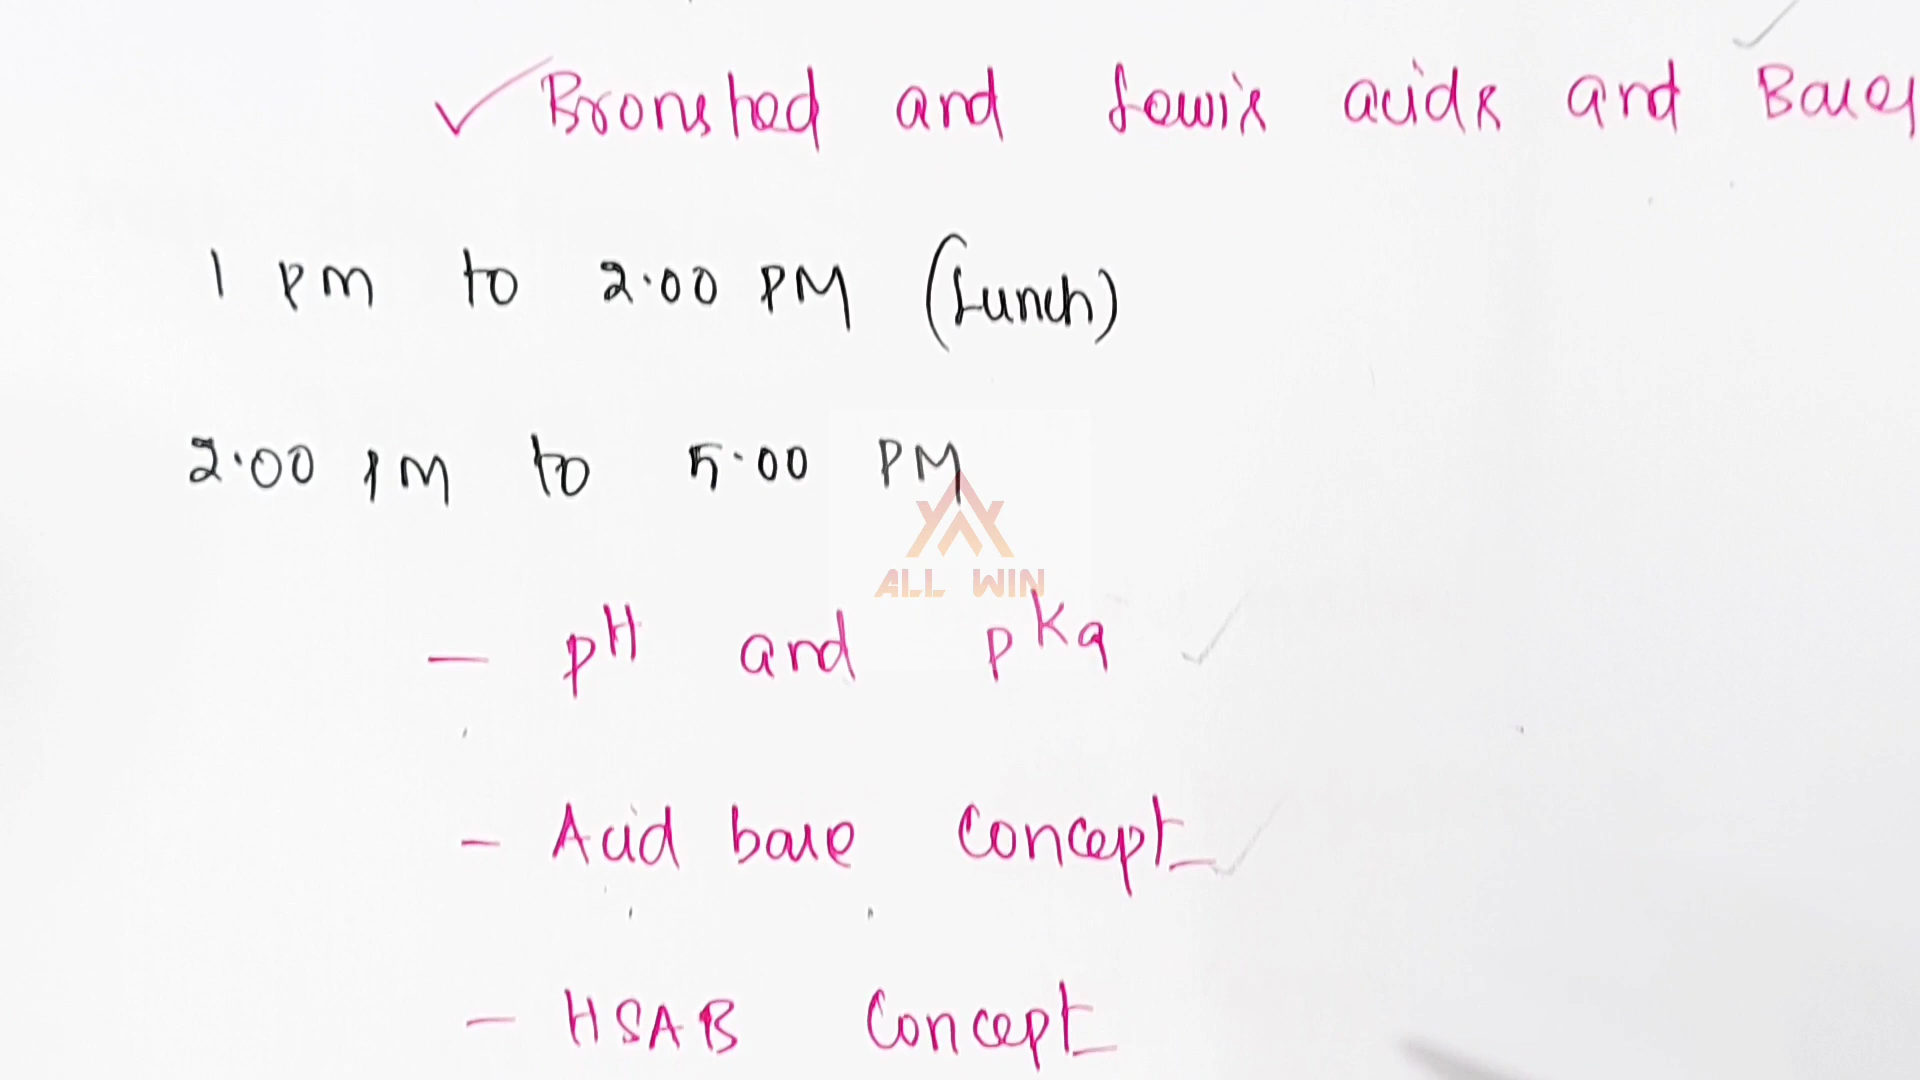 ✓ Bronsted and Lewis acids and Bases
1 pm to 2.00 PM (Lunch)
2.00 PM to 5.00 PM
ALL WIN
– pH and pKa ✓
– Acid base Concept ✓
– HSAB Concept